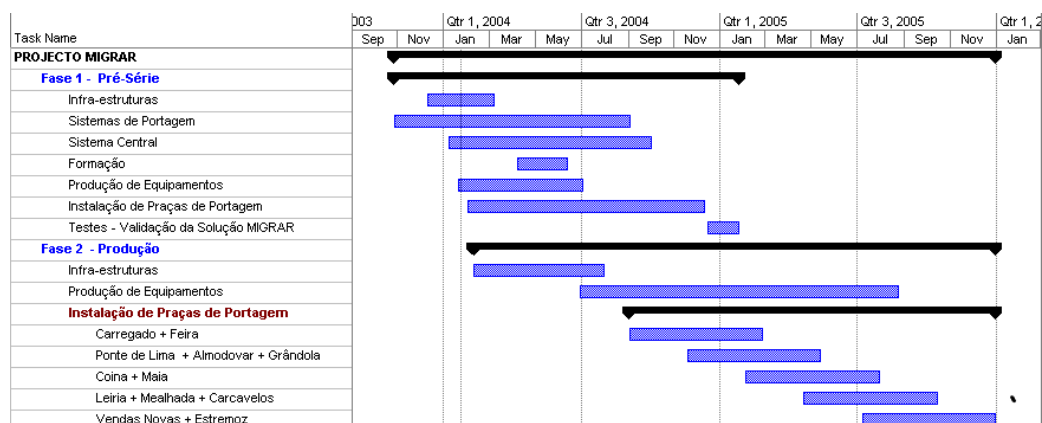 003 Qtr 1, 2004 Qtr 3, 2004 Qtr 1, 2005 Qtr 3, 2005 Qtr 1, 2
Task Name Sep Nov Jan Mar May Jul Sep Nov Jan Mar May Jul Sep Nov Jan
PROJECTO MIGRAR
Fase 1 - Pré-Série
Infra-estruturas
Sistemas de Portagem
Sistema Central
Formação
Produção de Equipamentos
Instalação de Praças de Portagem
Testes - Validação da Solução MIGRAR
Fase 2 - Produção
Infra-estruturas
Produção de Equipamentos
Instalação de Praças de Portagem
Carregado + Feira
Ponte de Lima + Almodovar + Grândola
Coina + Maia
Leiria + Mealhada + Carcavelos
Vendas Novas + Estremoz